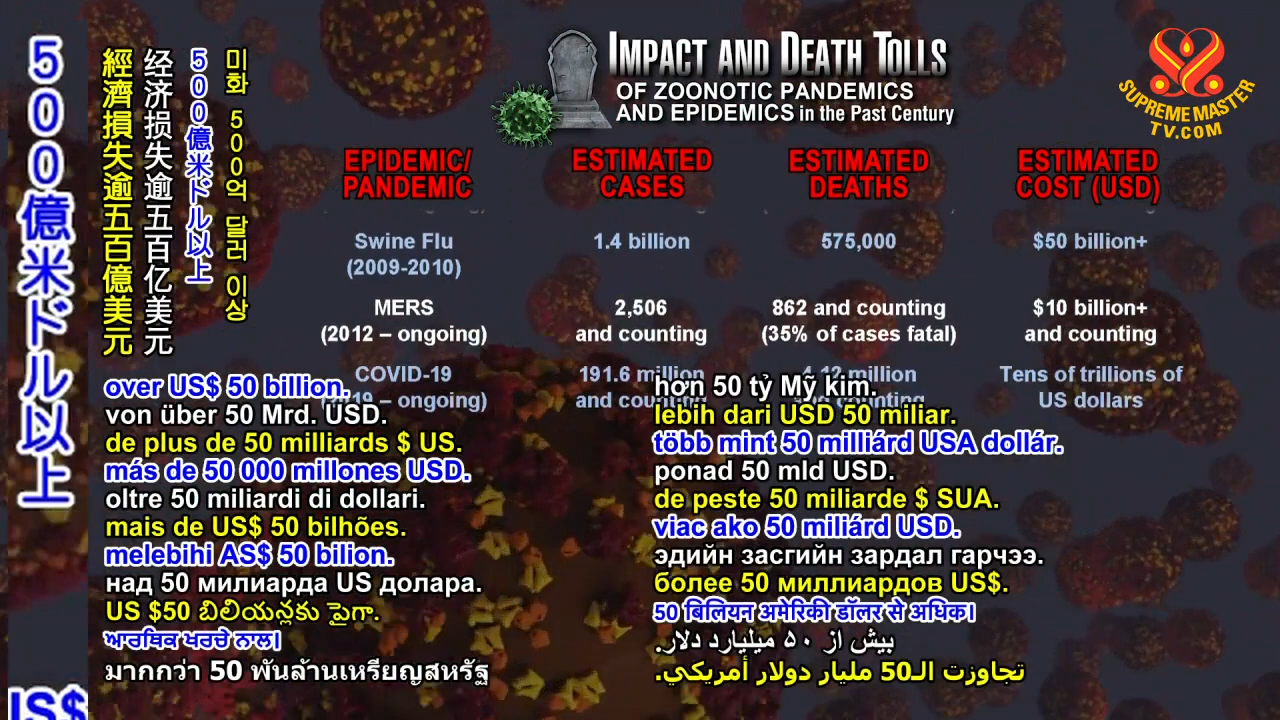 500億米ドル以上
US$
經濟損失逾五百億美元
经济损失逾五百亿美元
500億米ドル以上
미화 500억 달러 이상
IMPACT AND DEATH TOLLS
OF ZOONOTIC PANDEMICS
AND EPIDEMICS in the Past Century
SUPREME MASTER
TV.COM
EPIDEMIC/
PANDEMIC
ESTIMATED
CASES
ESTIMATED
DEATHS
ESTIMATED
COST (USD)
Swine Flu
(2009-2010)
1.4 billion
575,000
$50 billion+
MERS
(2012 – ongoing)
2,506
and counting
862 and counting
(35% of cases fatal)
$10 billion+
and counting
COVID-19
(2019 – ongoing)
191.6 million
and counting
4.12 million
and counting
Tens of trillions of
US dollars
over US$ 50 billion.
von über 50 Mrd. USD.
de plus de 50 milliards $ US.
más de 50 000 millones USD.
oltre 50 miliardi di dollari.
mais de US$ 50 bilhões.
melebihi AS$ 50 bilion.
над 50 милиарда US долара.
US $50 బిలియన్లకు పైగా.
ਆਰਥਿਕ ਖਰਚੇ ਨਾਲ।
มากกว่า 50 พันล้านเหรียญสหรัฐ
hơn 50 tỷ Mỹ kim.
lebih dari USD 50 miliar.
több mint 50 milliárd USA dollár.
ponad 50 mld USD.
de peste 50 miliarde $ SUA.
viac ako 50 miliárd USD.
эдийн засгийн зардал гарчээ.
более 50 миллиардов US$.
50 बिलियन अमेरिकी डॉलर से अधिक।
بیش از ۵۰ میلیارد دلار.
تجاوزت الـ50 مليار دولار أمريكي.